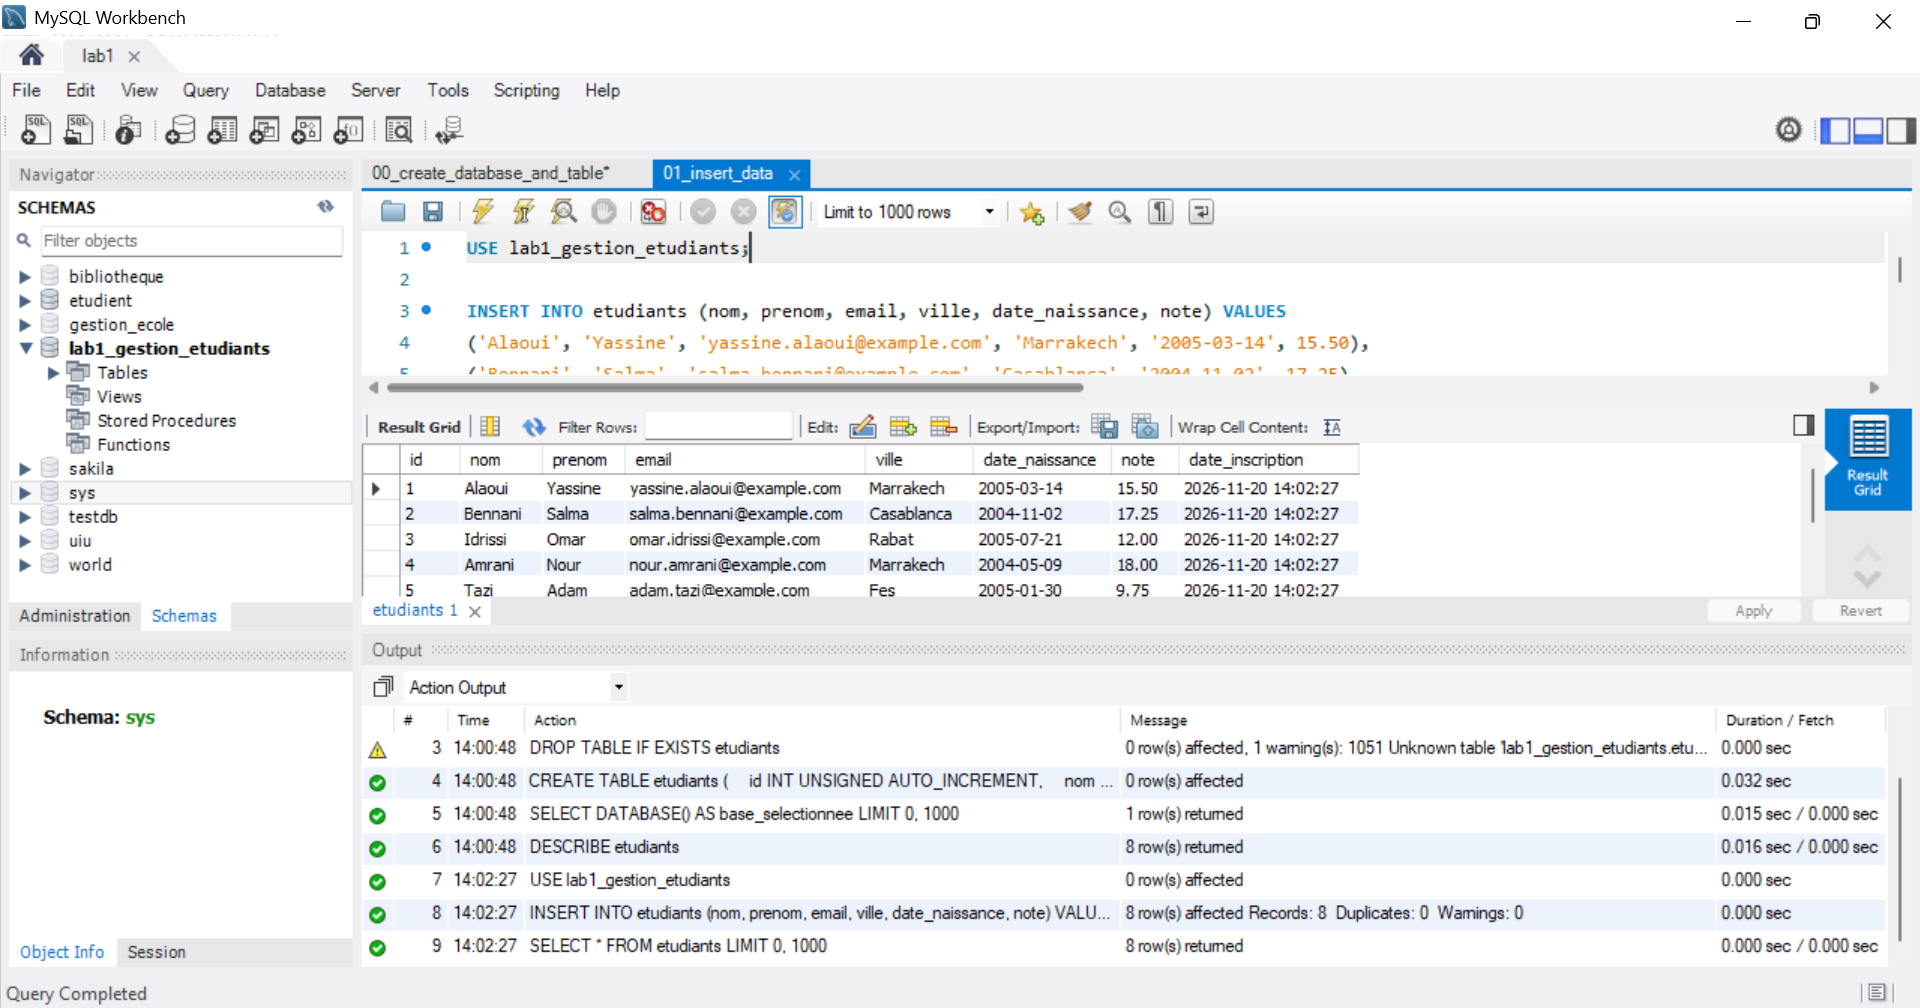 MySQL Workbench
lab1
File Edit View Query Database Server Tools Scripting Help
Navigator
SCHEMAS
Filter objects
bibliotheque
etudient
gestion_ecole
lab1_gestion_etudiants
Tables
Views
Stored Procedures
Functions
sakila
sys
testdb
uiu
world
Administration Schemas
Information
Schema: sys
Object Info Session
00_create_database_and_table* 01_insert_data
Limit to 1000 rows
1 USE lab1_gestion_etudiants;
2
3 INSERT INTO etudiants (nom, prenom, email, ville, date_naissance, note) VALUES
4 ('Alaoui', 'Yassine', 'yassine.alaoui@example.com', 'Marrakech', '2005-03-14', 15.50),
5 ('Bennani', 'Salma', 'salma.bennani@example.com', 'Casablanca', '2004-11-02', 17.25),
Result Grid Filter Rows: Edit: Export/Import: Wrap Cell Content:
id nom prenom email ville date_naissance note date_inscription
1 Alaoui Yassine yassine.alaoui@example.com Marrakech 2005-03-14 15.50 2026-11-20 14:02:27
2 Bennani Salma salma.bennani@example.com Casablanca 2004-11-02 17.25 2026-11-20 14:02:27
3 Idrissi Omar omar.idrissi@example.com Rabat 2005-07-21 12.00 2026-11-20 14:02:27
4 Amrani Nour nour.amrani@example.com Marrakech 2004-05-09 18.00 2026-11-20 14:02:27
5 Tazi Adam adam.tazi@example.com Fes 2005-01-30 9.75 2026-11-20 14:02:27
Result
Grid
etudiants 1 Apply Revert
Output
Action Output
# Time Action Message Duration / Fetch
3 14:00:48 DROP TABLE IF EXISTS etudiants 0 row(s) affected, 1 warning(s): 1051 Unknown table 'lab1_gestion_etudiants.etu... 0.000 sec
4 14:00:48 CREATE TABLE etudiants ( id INT UNSIGNED AUTO_INCREMENT, nom ... 0 row(s) affected 0.032 sec
5 14:00:48 SELECT DATABASE() AS base_selectionnee LIMIT 0, 1000 1 row(s) returned 0.015 sec / 0.000 sec
6 14:00:48 DESCRIBE etudiants 8 row(s) returned 0.016 sec / 0.000 sec
7 14:02:27 USE lab1_gestion_etudiants 0 row(s) affected 0.000 sec
8 14:02:27 INSERT INTO etudiants (nom, prenom, email, ville, date_naissance, note) VALU... 8 row(s) affected Records: 8 Duplicates: 0 Warnings: 0 0.000 sec
9 14:02:27 SELECT * FROM etudiants LIMIT 0, 1000 8 row(s) returned 0.000 sec / 0.000 sec
Query Completed